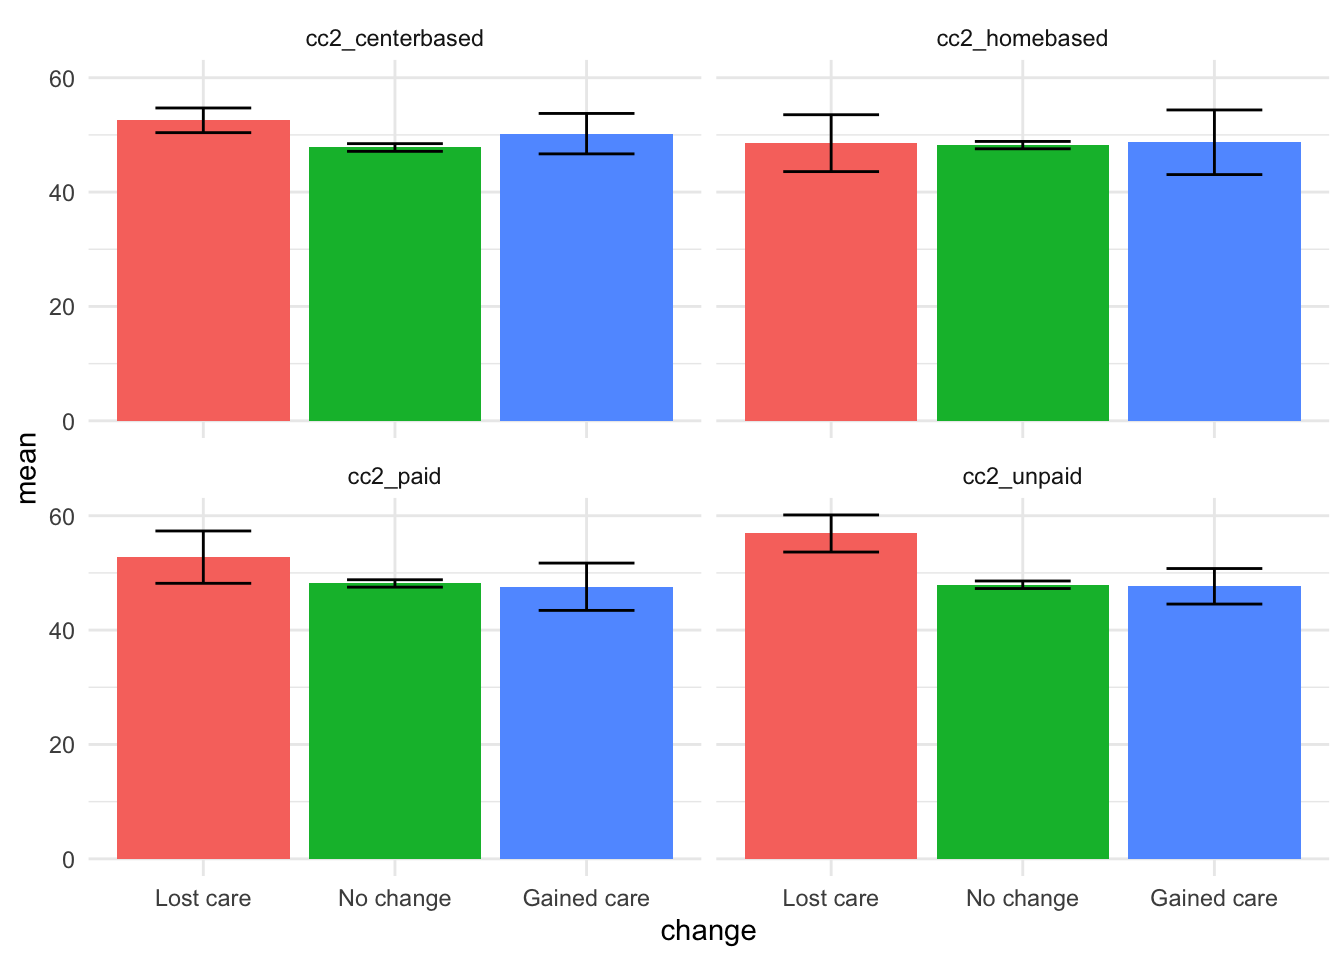 cc2_centerbased
cc2_homebased
60
40
20
0
cc2_paid
cc2_unpaid
60
40
20
0
mean
Lost care
No change
Gained care
Lost care
No change
Gained care
change